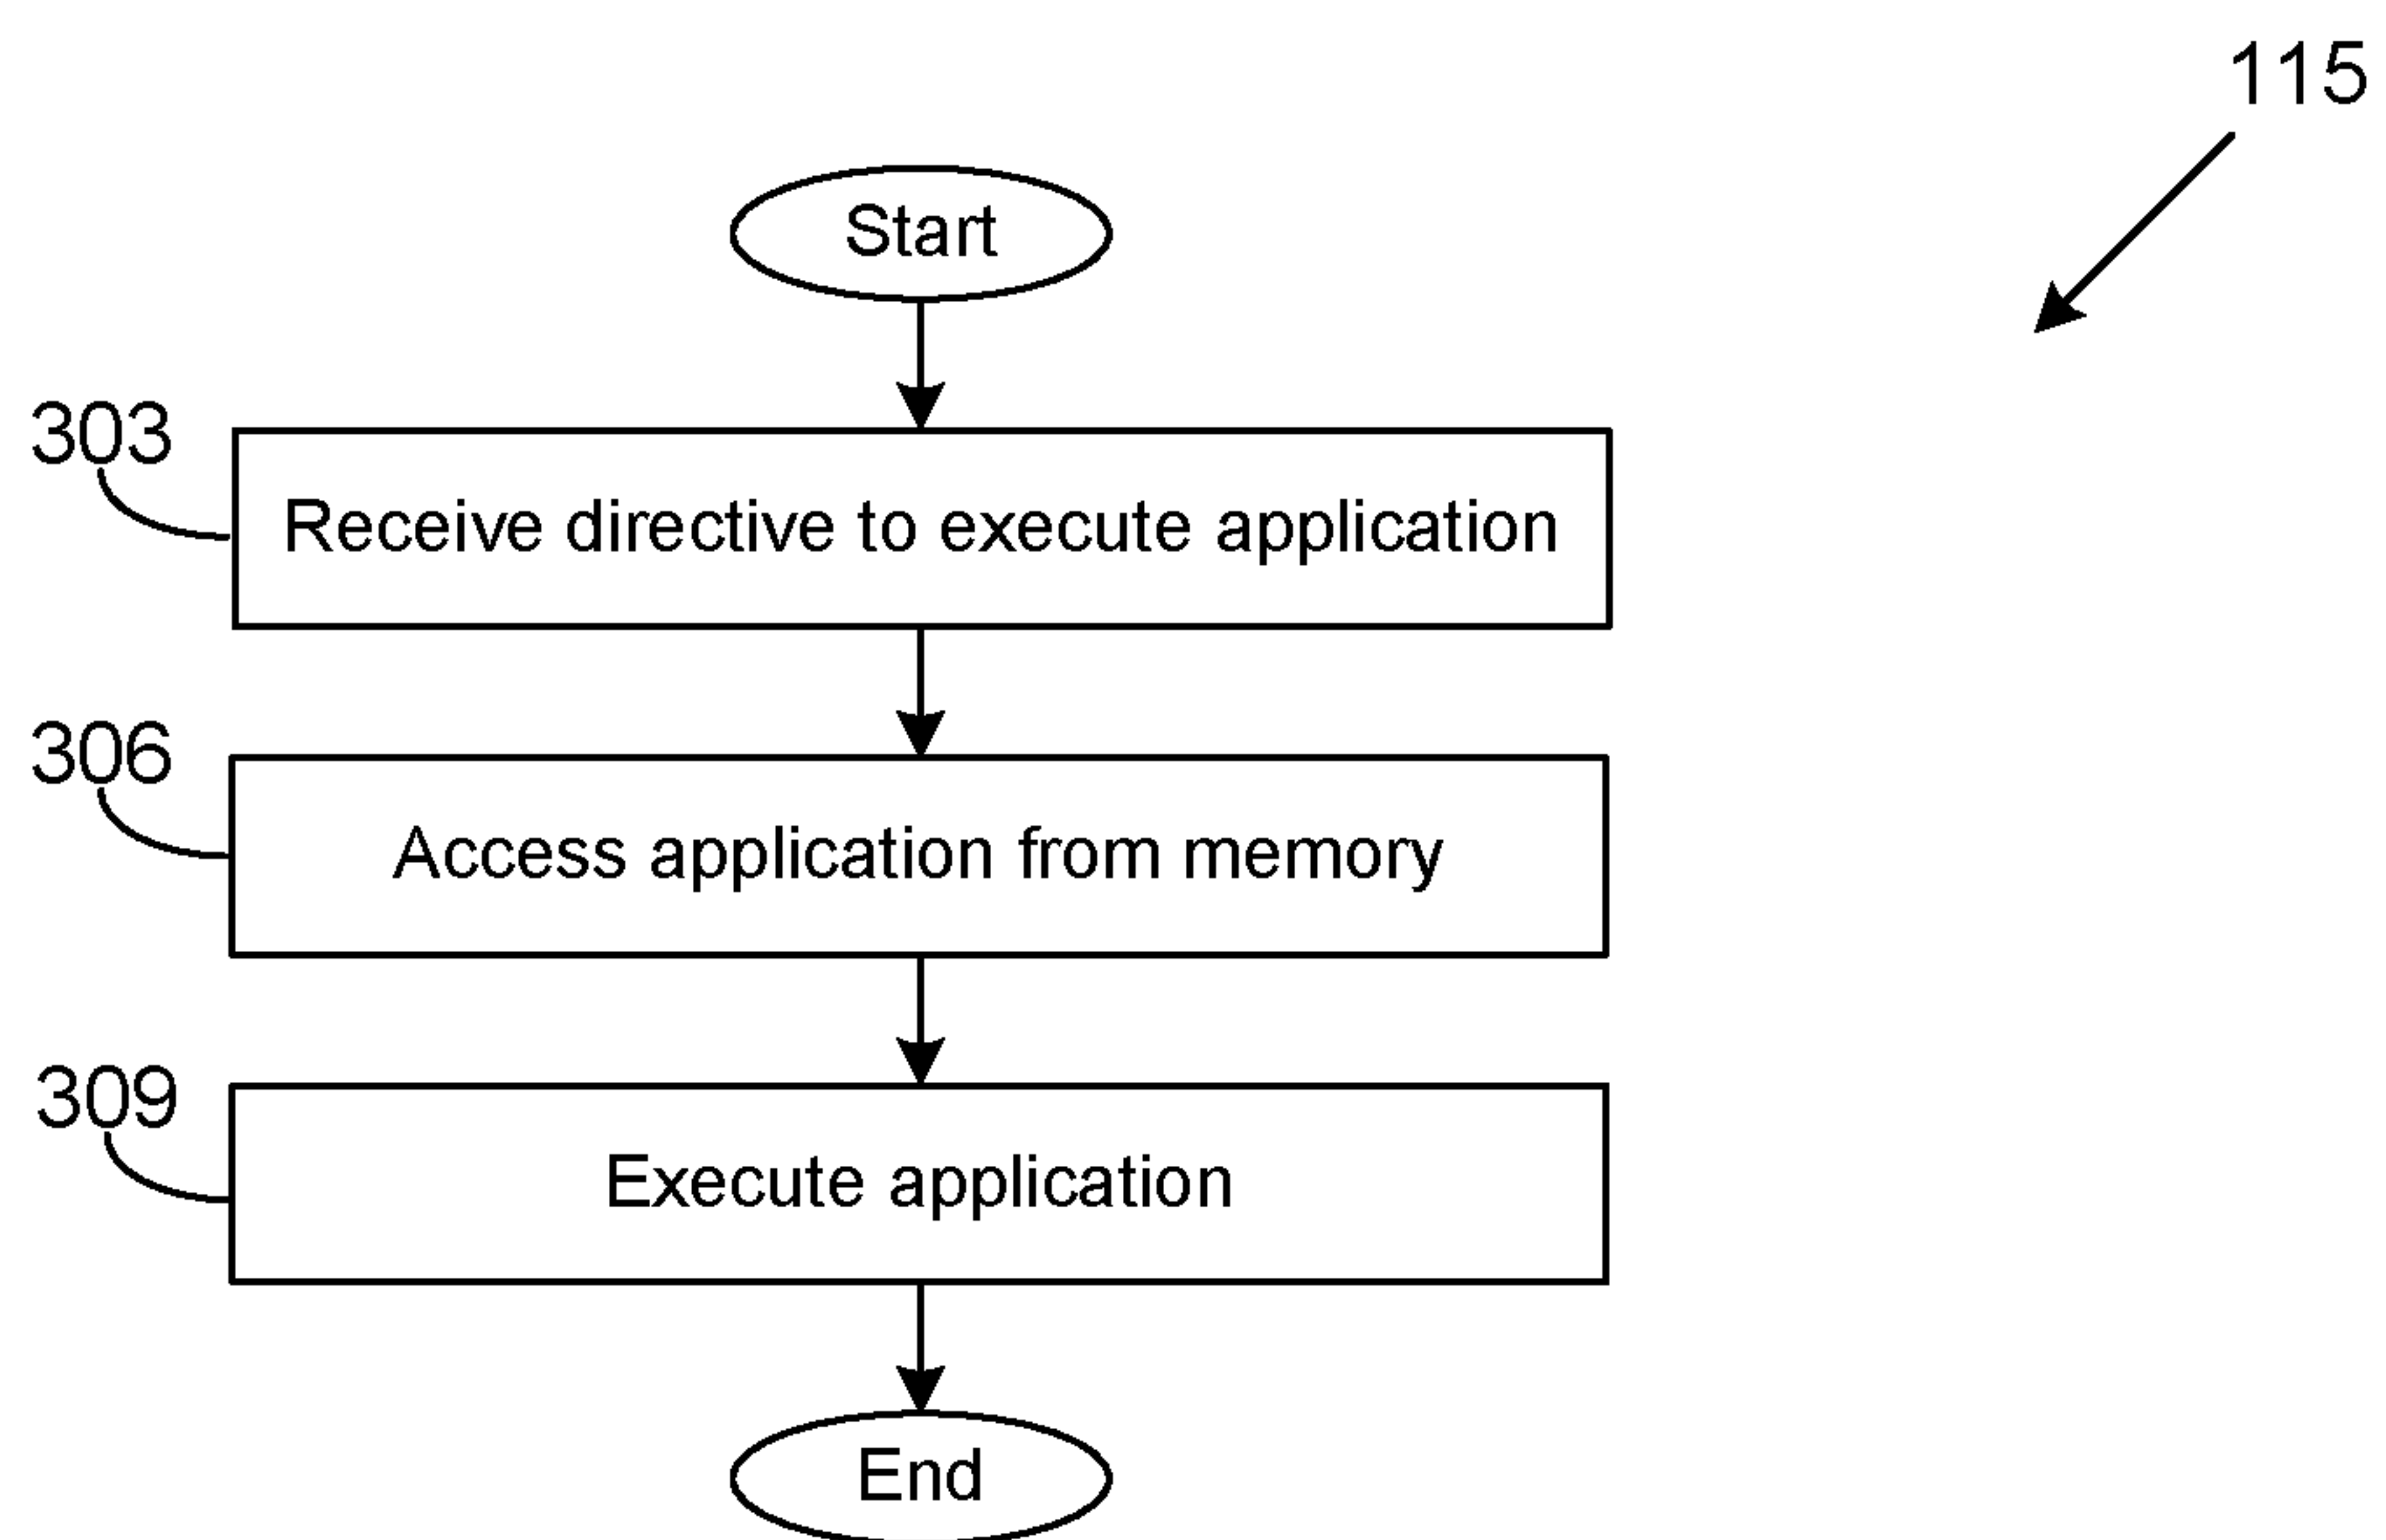 115
Start
303
Receive directive to execute application
306
Access application from memory
309
Execute application
End